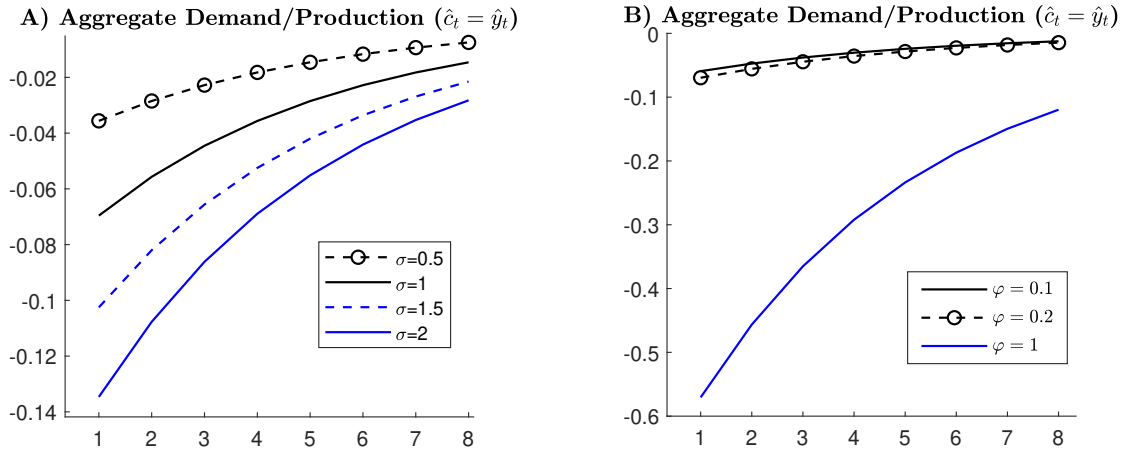 A) Aggregate Demand/Production (ĉₜ = ŷₜ)
-0.02
-0.04
-0.06
-0.08
-0.1
-0.12
-0.14
1 2 3 4 5 6 7 8
σ=0.5
σ=1
σ=1.5
σ=2
B) Aggregate Demand/Production (ĉₜ = ŷₜ)
0
-0.1
-0.2
-0.3
-0.4
-0.5
-0.6
1 2 3 4 5 6 7 8
φ = 0.1
φ = 0.2
φ = 1